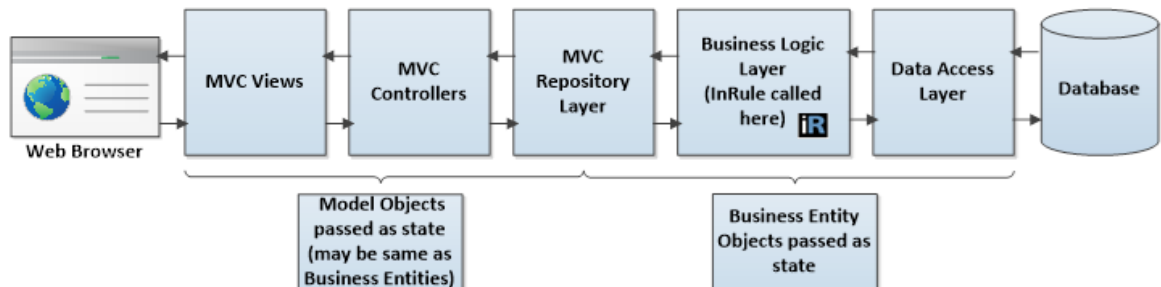 Web Browser
MVC Views
MVC
Controllers
MVC
Repository
Layer
Business Logic
Layer
(InRule called
here)
iR
Data Access
Layer
Database
Model Objects
passed as state
(may be same as
Business Entities)
Business Entity
Objects passed as
state